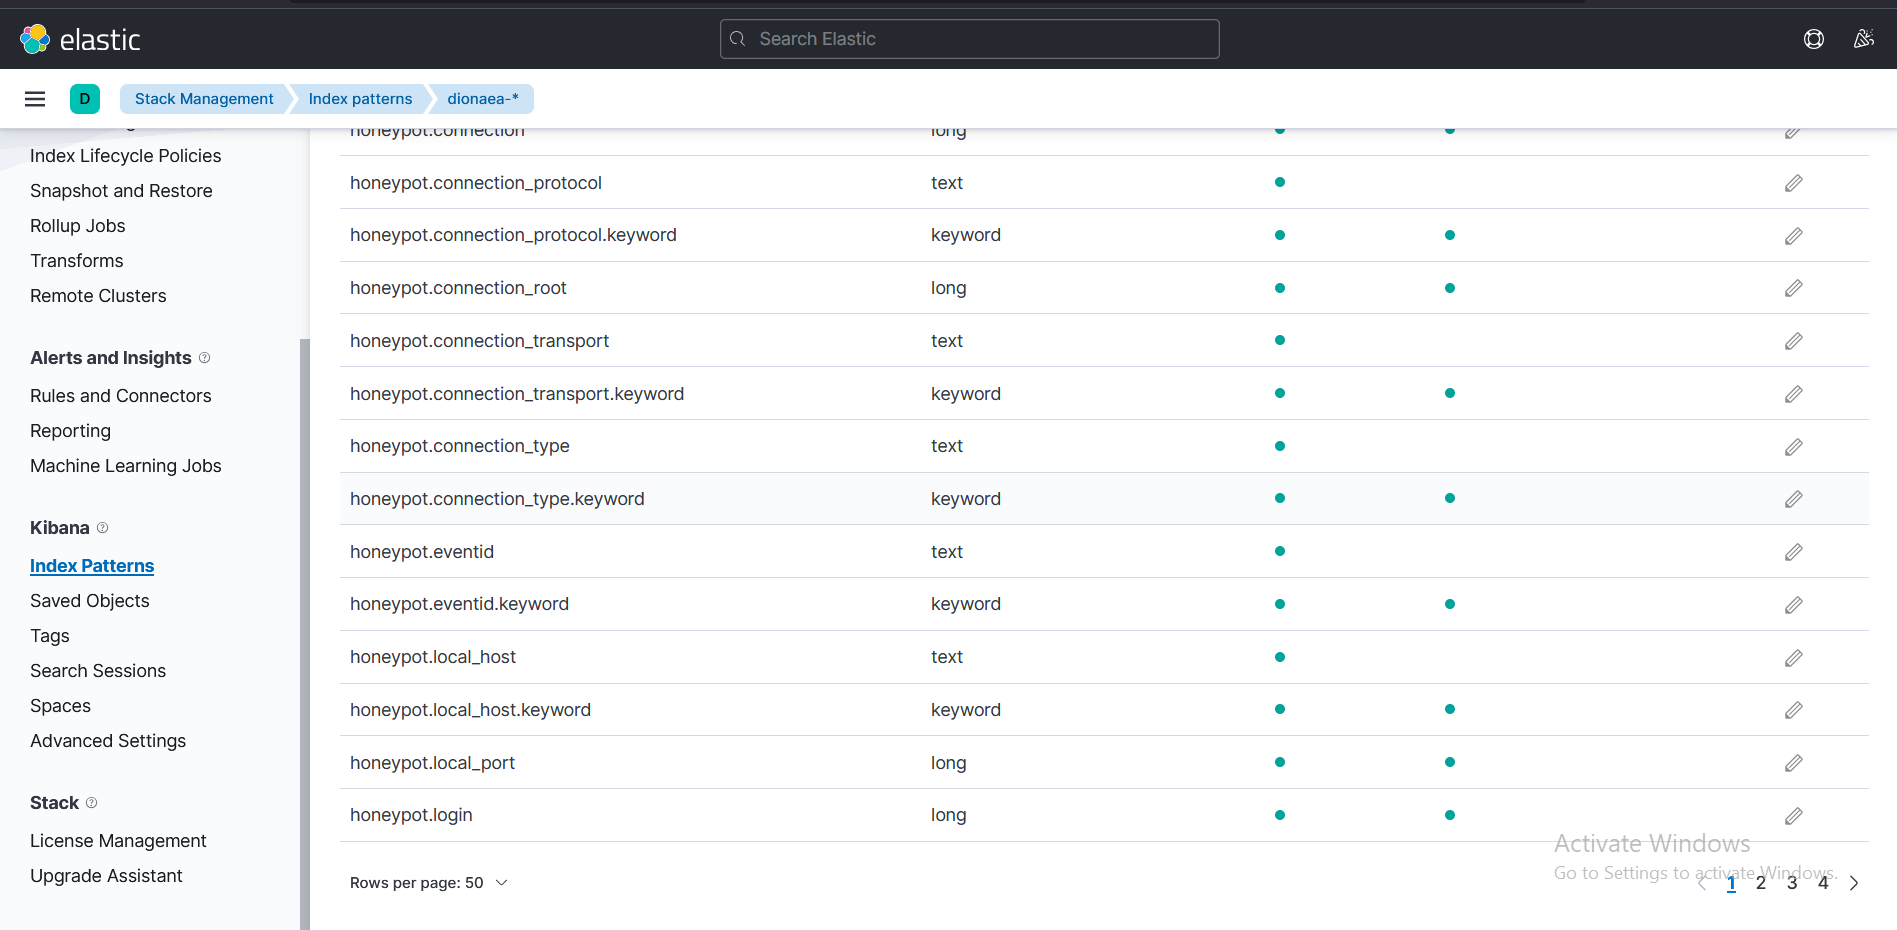 elastic
Search Elastic
D
Stack Management
Index patterns
dionaea-*
Index Lifecycle Policies
Snapshot and Restore
Rollup Jobs
Transforms
Remote Clusters
Alerts and Insights
Rules and Connectors
Reporting
Machine Learning Jobs
Kibana
Index Patterns
Saved Objects
Tags
Search Sessions
Spaces
Advanced Settings
Stack
License Management
Upgrade Assistant
honeypot.connection long
honeypot.connection_protocol text
honeypot.connection_protocol.keyword keyword
honeypot.connection_root long
honeypot.connection_transport text
honeypot.connection_transport.keyword keyword
honeypot.connection_type text
honeypot.connection_type.keyword keyword
honeypot.eventid text
honeypot.eventid.keyword keyword
honeypot.local_host text
honeypot.local_host.keyword keyword
honeypot.local_port long
honeypot.login long
Rows per page: 50
1 2 3 4
Activate Windows
Go to Settings to activate Windows.